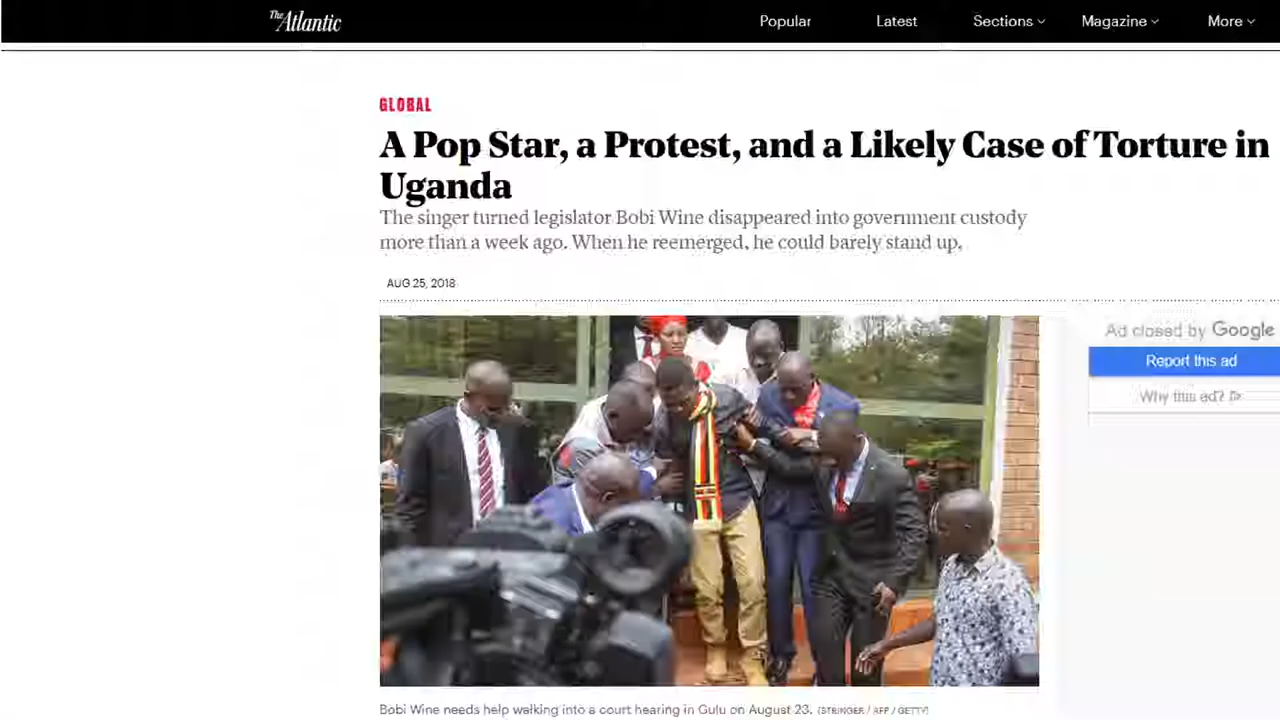 The Atlantic
Popular
Latest
Sections
Magazine
More
GLOBAL
A Pop Star, a Protest, and a Likely Case of Torture in
Uganda
The singer turned legislator Bobi Wine disappeared into government custody
more than a week ago. When he reemerged, he could barely stand up.
AUG 25, 2018
Ad closed by Google
Report this ad
Why this ad?
Bobi Wine needs help walking into a court hearing in Gulu on August 23. (STRINGER / AFP / GETTY)